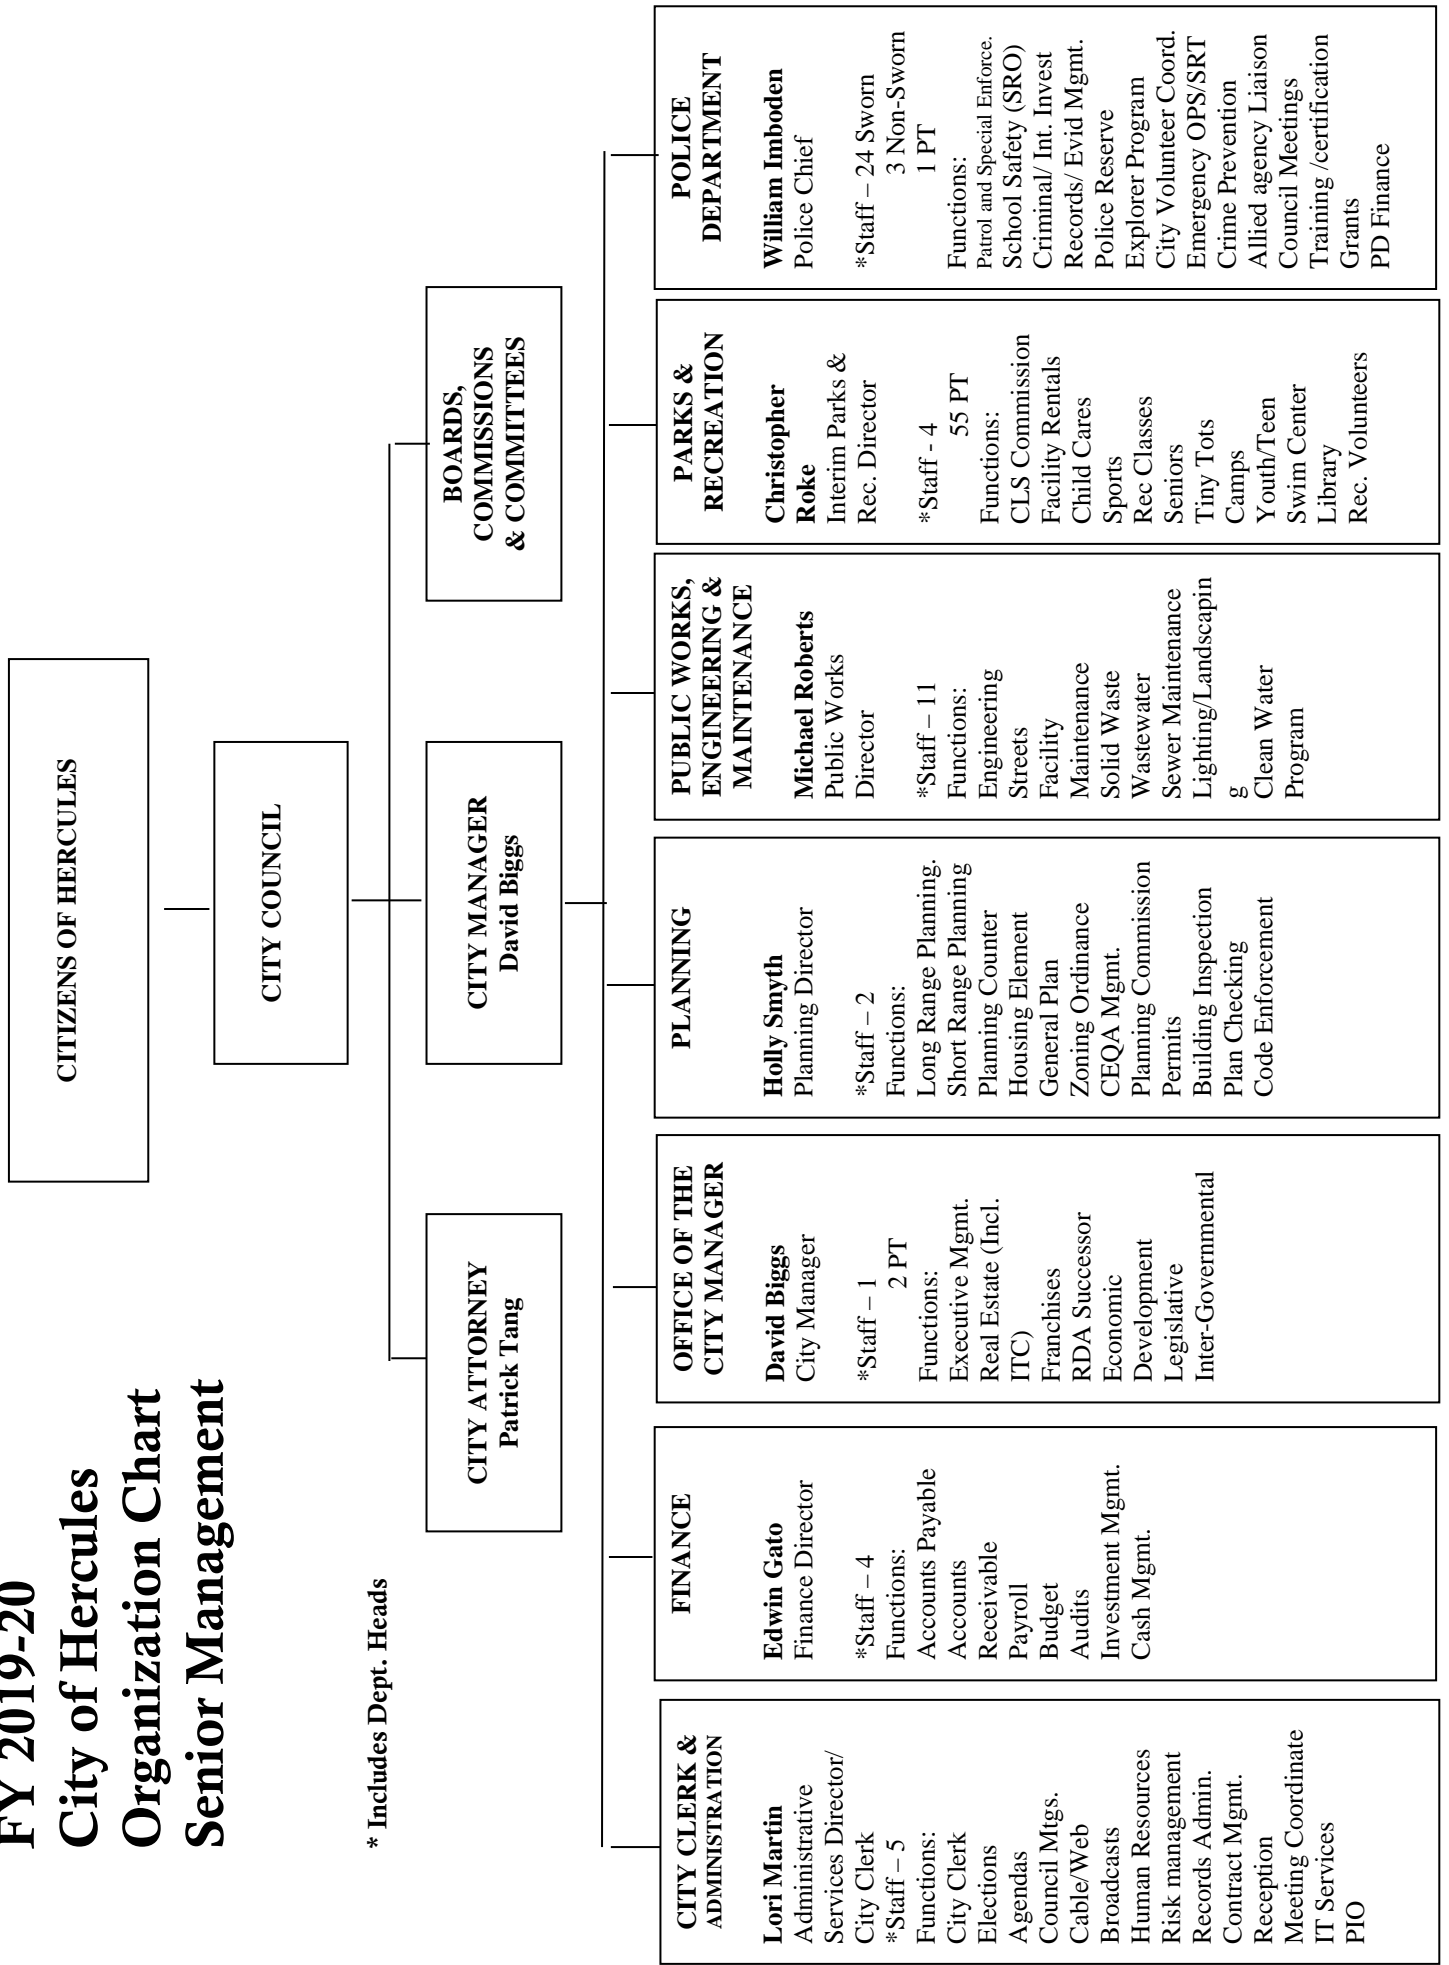 FY 2019-20
City of Hercules
Organization Chart
Senior Management
* Includes Dept. Heads
CITIZENS OF HERCULES
CITY COUNCIL
CITY ATTORNEY
Patrick Tang
CITY MANAGER
David Biggs
BOARDS,
COMMISSIONS
& COMMITTEES
CITY CLERK &
ADMINISTRATION
Lori Martin
Administrative
Services Director/
City Clerk
*Staff – 5
Functions:
City Clerk
Elections
Agendas
Council Mtgs.
Cable/Web
Broadcasts
Human Resources
Risk management
Records Admin.
Contract Mgmt.
Reception
Meeting Coordinate
IT Services
PIO
FINANCE
Edwin Gato
Finance Director
*Staff – 4
Functions:
Accounts Payable
Accounts
Receivable
Payroll
Budget
Audits
Investment Mgmt.
Cash Mgmt.
OFFICE OF THE
CITY MANAGER
David Biggs
City Manager
*Staff – 1
2 PT
Functions:
Executive Mgmt.
Real Estate (Incl.
ITC)
Franchises
RDA Successor
Economic
Development
Legislative
Inter-Governmental
PLANNING
Holly Smyth
Planning Director
*Staff – 2
Functions:
Long Range Planning.
Short Range Planning
Planning Counter
Housing Element
General Plan
Zoning Ordinance
CEQA Mgmt.
Planning Commission
Permits
Building Inspection
Plan Checking
Code Enforcement
PUBLIC WORKS,
ENGINEERING &
MAINTENANCE
Michael Roberts
Public Works
Director
*Staff – 11
Functions:
Engineering
Streets
Facility
Maintenance
Solid Waste
Wastewater
Sewer Maintenance
Lighting/Landscapin
g
Clean Water
Program
PARKS &
RECREATION
Christopher
Roke
Interim Parks &
Rec. Director
*Staff - 4
55 PT
Functions:
CLS Commission
Facility Rentals
Child Cares
Sports
Rec Classes
Seniors
Tiny Tots
Camps
Youth/Teen
Swim Center
Library
Rec. Volunteers
POLICE
DEPARTMENT
William Imboden
Police Chief
*Staff – 24 Sworn
3 Non-Sworn
1 PT
Functions:
Patrol and Special Enforce.
School Safety (SRO)
Criminal/ Int. Invest
Records/ Evid Mgmt.
Police Reserve
Explorer Program
City Volunteer Coord.
Emergency OPS/SRT
Crime Prevention
Allied agency Liaison
Council Meetings
Training /certification
Grants
PD Finance